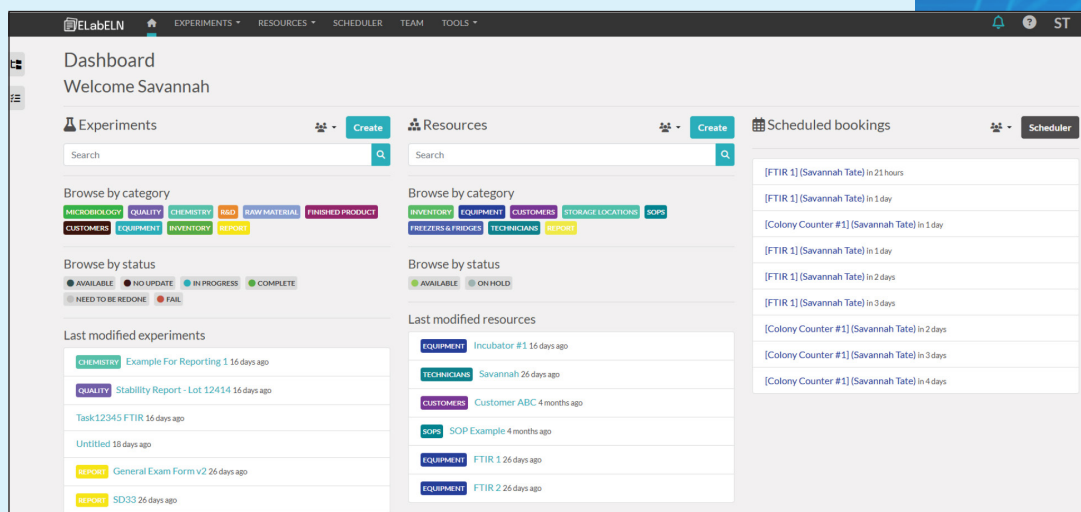 ELabELN EXPERIMENTS RESOURCES SCHEDULER TEAM TOOLS ? ST
Dashboard
Welcome Savannah
Experiments Create
Search
Browse by category
MICROBIOLOGY QUALITY CHEMISTRY R&D RAW MATERIAL FINISHED PRODUCT
CUSTOMERS EQUIPMENT INVENTORY REPORT
Browse by status
AVAILABLE NO UPDATE IN PROGRESS COMPLETE
NEED TO BE REDONE FAIL
Last modified experiments
CHEMISTRY Example For Reporting 1 16 days ago
QUALITY Stability Report - Lot 12414 16 days ago
Task12345 FTIR 16 days ago
Untitled 18 days ago
REPORT General Exam Form v2 26 days ago
REPORT SD33 26 days ago
Resources Create
Search
Browse by category
INVENTORY EQUIPMENT CUSTOMERS STORAGE LOCATIONS SOPS
FREEZERS & FRIDGES TECHNICIANS REPORT
Browse by status
AVAILABLE ON HOLD
Last modified resources
EQUIPMENT Incubator #1 16 days ago
TECHNICIANS Savannah 26 days ago
CUSTOMERS Customer ABC 4 months ago
SOPS SOP Example 4 months ago
EQUIPMENT FTIR 1 26 days ago
EQUIPMENT FTIR 2 26 days ago
Scheduled bookings Scheduler
[FTIR 1] (Savannah Tate) in 21 hours
[FTIR 1] (Savannah Tate) in 1 day
[Colony Counter #1] (Savannah Tate) in 1 day
[FTIR 1] (Savannah Tate) in 1 day
[FTIR 1] (Savannah Tate) in 2 days
[FTIR 1] (Savannah Tate) in 3 days
[Colony Counter #1] (Savannah Tate) in 2 days
[Colony Counter #1] (Savannah Tate) in 3 days
[Colony Counter #1] (Savannah Tate) in 4 days